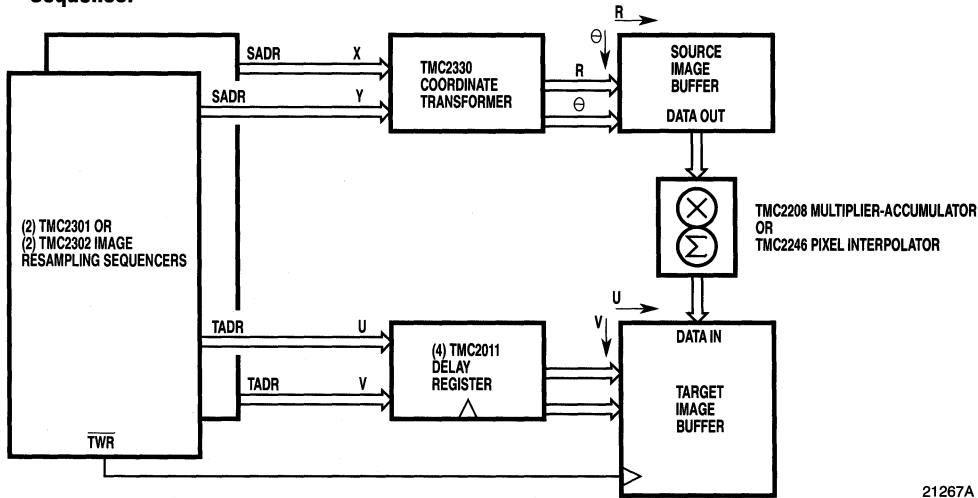 sequencer
SADR X
SADR Y
TMC2330
COORDINATE
TRANSFORMER
R
θ
R
θ
SOURCE
IMAGE
BUFFER
DATA OUT
(2) TMC2301 OR
(2) TMC2302 IMAGE
RESAMPLING SEQUENCERS
TMC2208 MULTIPLIER-ACCUMULATOR
OR
TMC2246 PIXEL INTERPOLATOR
X
Σ
TADR U
TADR V
(4) TMC2011
DELAY
REGISTER
U
V
DATA IN
TARGET
IMAGE
BUFFER
TWR
21267A